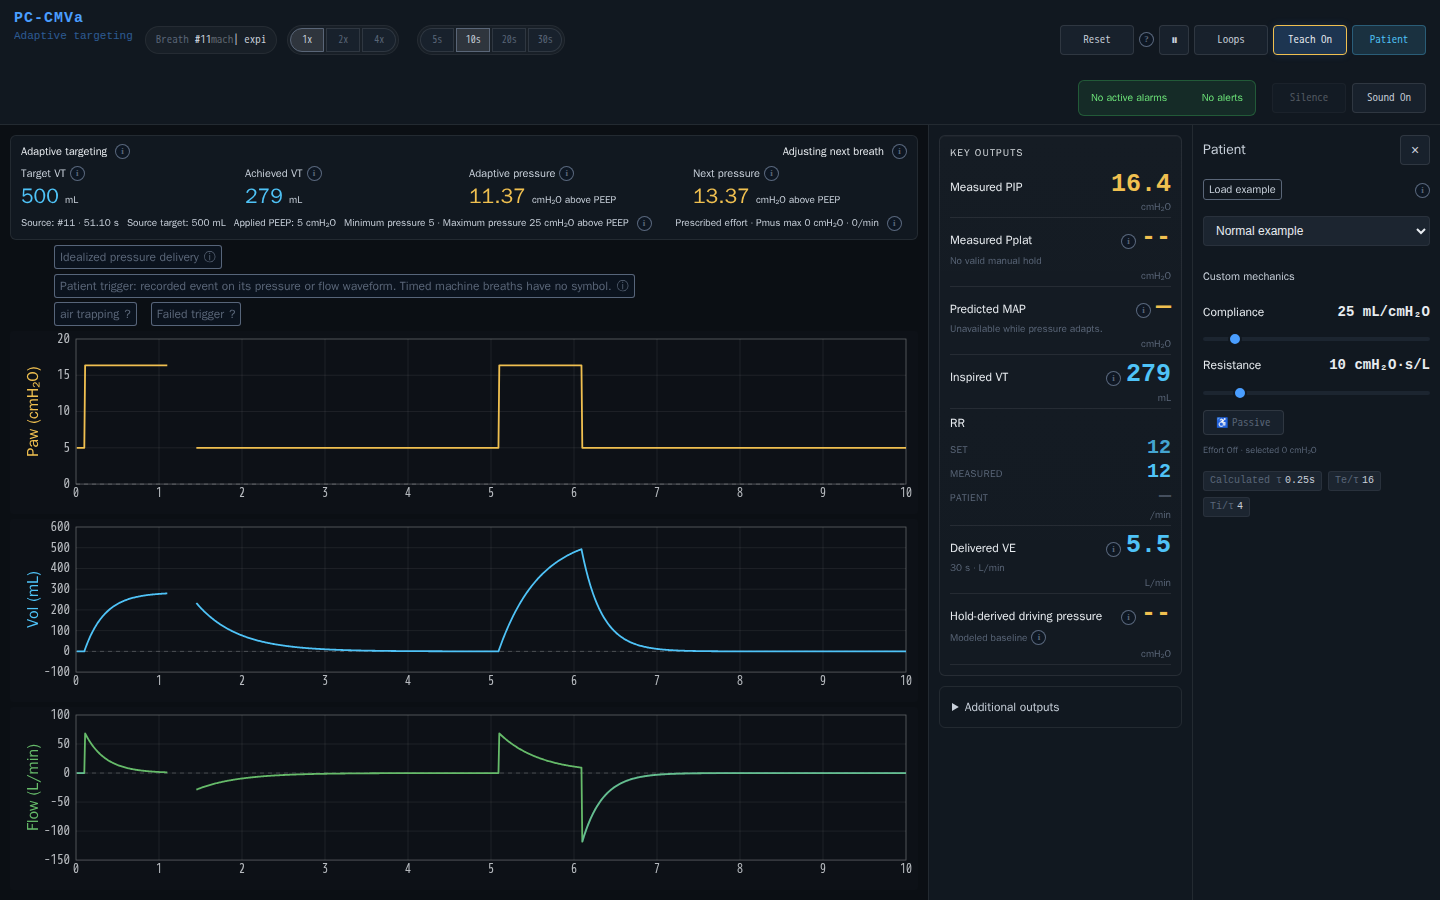 PC-CMVa
Adaptive targeting
Breath #11mach| expi
1x 2x 4x
5s 10s 20s 30s
Reset ? Loops Teach On Patient
No active alarms No alerts
Silence Sound On
Adaptive targeting i
Adjusting next breath i
Target VT i Achieved VT i Adaptive pressure i Next pressure i
500 mL 279 mL 11.37 cmH₂O above PEEP 13.27 cmH₂O above PEEP
Source: #11 · 51.10 s Source target: 500 mL Applied PEEP: 5 cmH₂O Minimum pressure 5 · Maximum pressure 25 cmH₂O above PEEP i Prescribed effort · Pmus max 0 cmH₂O · 0/min i
Idealized pressure delivery ⓘ
Patient trigger: recorded event on its pressure or flow waveform. Timed machine breaths have no symbol. ⓘ
air trapping ? Failed trigger ?
Paw (cmH₂O)
20
15
10
5
0
0 1 2 3 4 5 6 7 8 9 10
Vol (mL)
600
500
400
300
200
100
0
-100
0 1 2 3 4 5 6 7 8 9 10
Flow (L/min)
100
50
0
-50
-100
-150
0 1 2 3 4 5 6 7 8 9 10
KEY OUTPUTS
Measured PIP 16.4
cmH₂O
Measured Pplat i --
No valid manual hold
cmH₂O
Predicted MAP i —
Unavailable while pressure adapts.
cmH₂O
Inspired VT i 279
mL
RR
SET 12
MEASURED 12
PATIENT —
/min
Delivered VE i 5.5
30 s · L/min
L/min
Hold-derived driving pressure i --
Modeled baseline i
cmH₂O
▶ Additional outputs
Patient ×
Load example i
Normal example
Custom mechanics
Compliance 25 mL/cmH₂O
Resistance 10 cmH₂O·s/L
♿ Passive
Effort Off · selected 0 cmH₂O
Calculated τ 0.25s Te/τ 16
Ti/τ 4